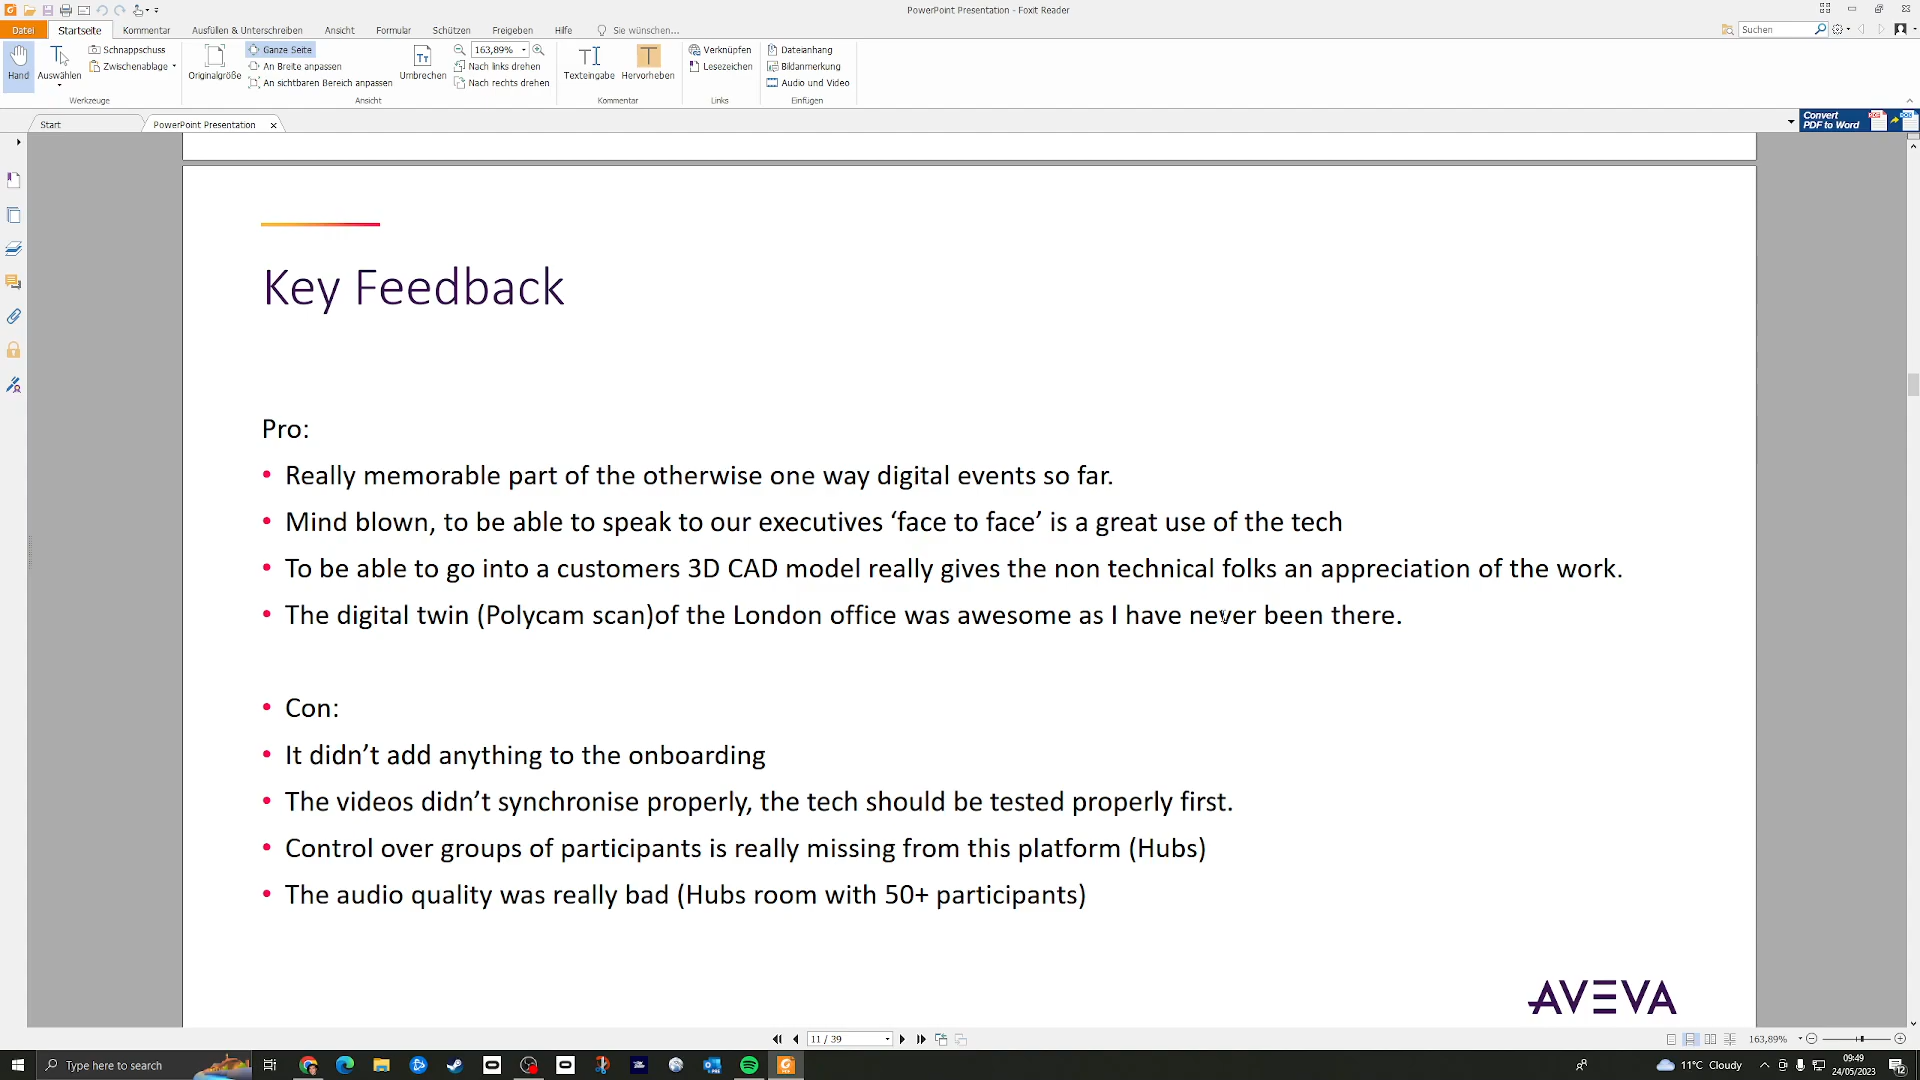 PowerPoint Presentation - Foxit Reader
Datei Startseite Kommentar Ausfüllen & Unterschreiben Ansicht Formular Schützen Freigeben Hilfe Sie wünschen... Suchen
Hand
Auswählen
Schnappschuss
Zwischenablage
Werkzeuge
Originalgröße
Ganze Seite
An Breite anpassen
An sichtbaren Bereich anpassen
Umbrechen
163,89%
Nach links drehen
Nach rechts drehen
Ansicht
Texteingabe
Hervorheben
Kommentar
Verknüpfen
Lesezeichen
Links
Dateianhang
Bildanmerkung
Audio und Video
Einfügen
Start
PowerPoint Presentation
Convert
PDF to Word
Key Feedback
Pro:
• Really memorable part of the otherwise one way digital events so far.
• Mind blown, to be able to speak to our executives ‘face to face’ is a great use of the tech
• To be able to go into a customers 3D CAD model really gives the non technical folks an appreciation of the work.
• The digital twin (Polycam scan)of the London office was awesome as I have never been there.
• Con:
• It didn’t add anything to the onboarding
• The videos didn’t synchronise properly, the tech should be tested properly first.
• Control over groups of participants is really missing from this platform (Hubs)
• The audio quality was really bad (Hubs room with 50+ participants)
AVEVA
11 / 39
163,89%
Type here to search
11°C Cloudy
09:49
24/05/2023